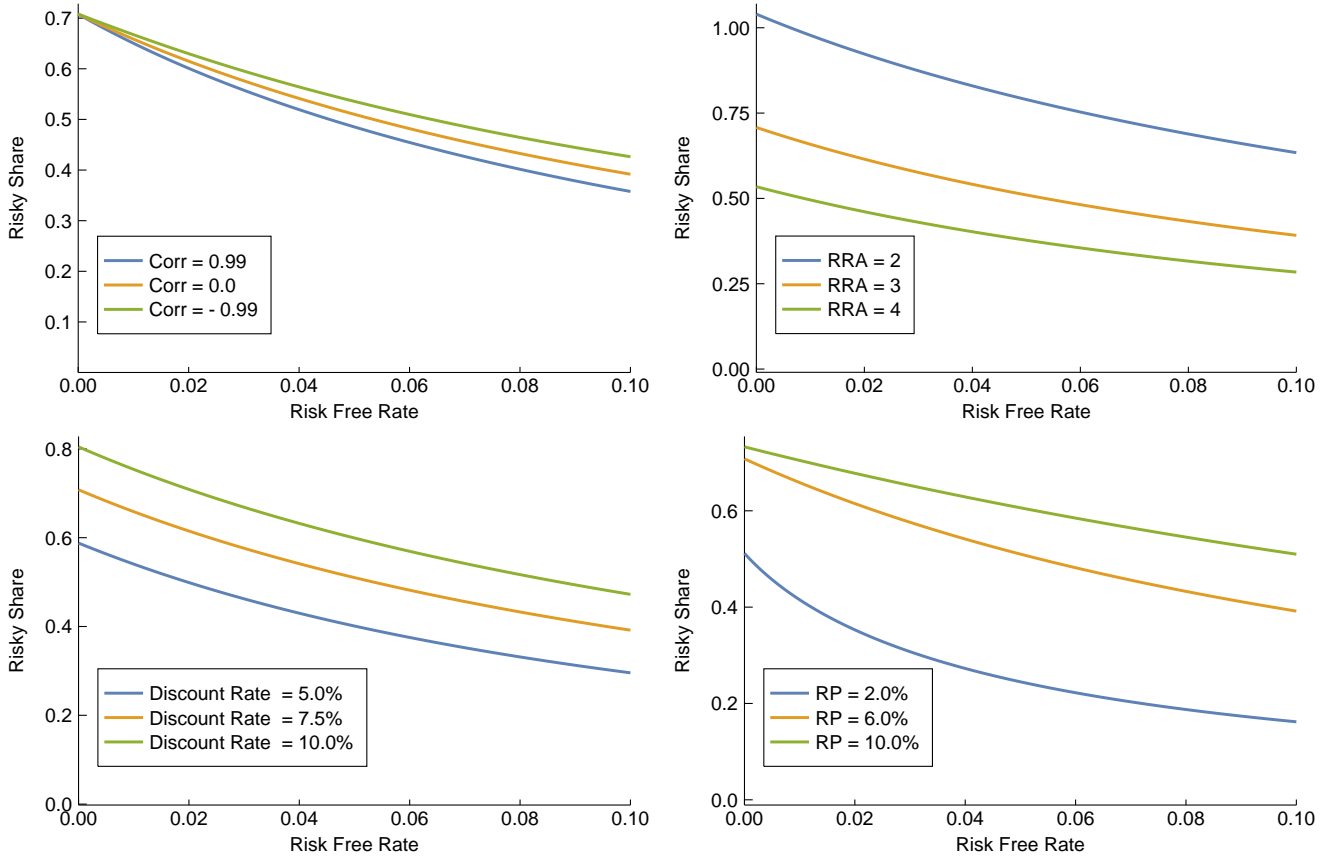 0.7
0.6
0.5
0.4
0.3
0.2
0.1
Risky Share
Corr = 0.99
Corr = 0.0
Corr = - 0.99
0.00 0.02 0.04 0.06 0.08 0.10
Risk Free Rate
1.00
0.75
0.50
0.25
0.00
Risky Share
RRA = 2
RRA = 3
RRA = 4
0.00 0.02 0.04 0.06 0.08 0.10
Risk Free Rate
0.8
0.6
0.4
0.2
0.0
Risky Share
Discount Rate = 5.0%
Discount Rate = 7.5%
Discount Rate = 10.0%
0.00 0.02 0.04 0.06 0.08 0.10
Risk Free Rate
0.6
0.4
0.2
0.0
Risky Share
RP = 2.0%
RP = 6.0%
RP = 10.0%
0.00 0.02 0.04 0.06 0.08 0.10
Risk Free Rate